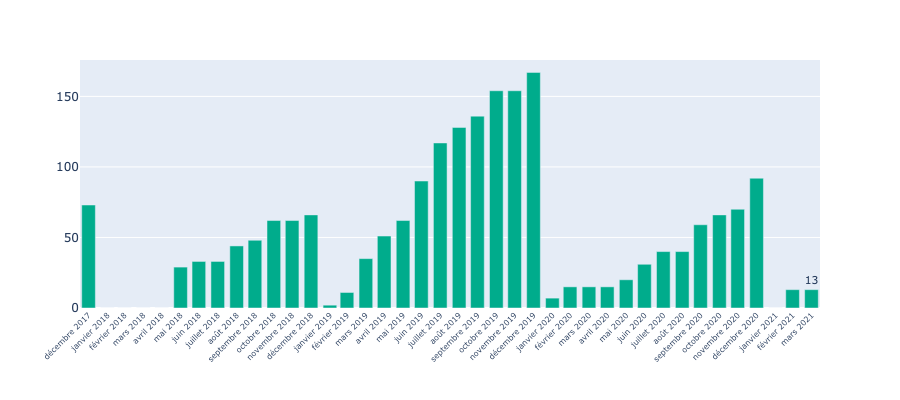 150
100
50
0
13
décembre 2017
janvier 2018
février 2018
mars 2018
avril 2018
mai 2018
juin 2018
juillet 2018
août 2018
septembre 2018
octobre 2018
novembre 2018
décembre 2018
janvier 2019
février 2019
mars 2019
avril 2019
mai 2019
juin 2019
juillet 2019
août 2019
septembre 2019
octobre 2019
novembre 2019
décembre 2019
janvier 2020
février 2020
mars 2020
avril 2020
mai 2020
juin 2020
juillet 2020
août 2020
septembre 2020
octobre 2020
novembre 2020
décembre 2020
janvier 2021
février 2021
mars 2021